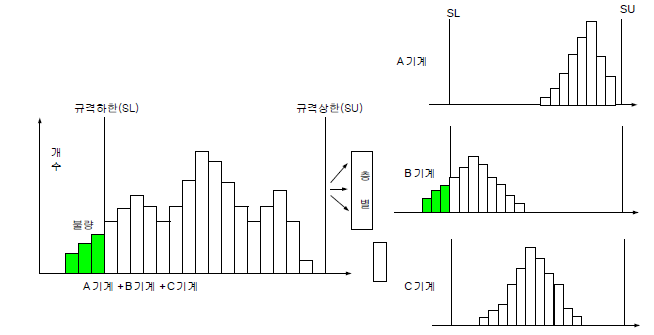 규격하한(SL)
규격상한(SU)
개
수
불량
A기계 +B기계 +C기계
층
별
SL
SU
A기계
B기계
C기계